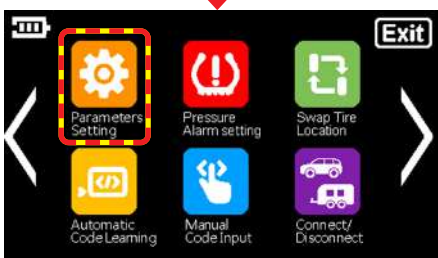 Exit
Parameters
Setting
Pressure
Alarm setting
Swap Tire
Location
Automatic
Code Learning
Manual
Code Input
Connect/
Disconnect